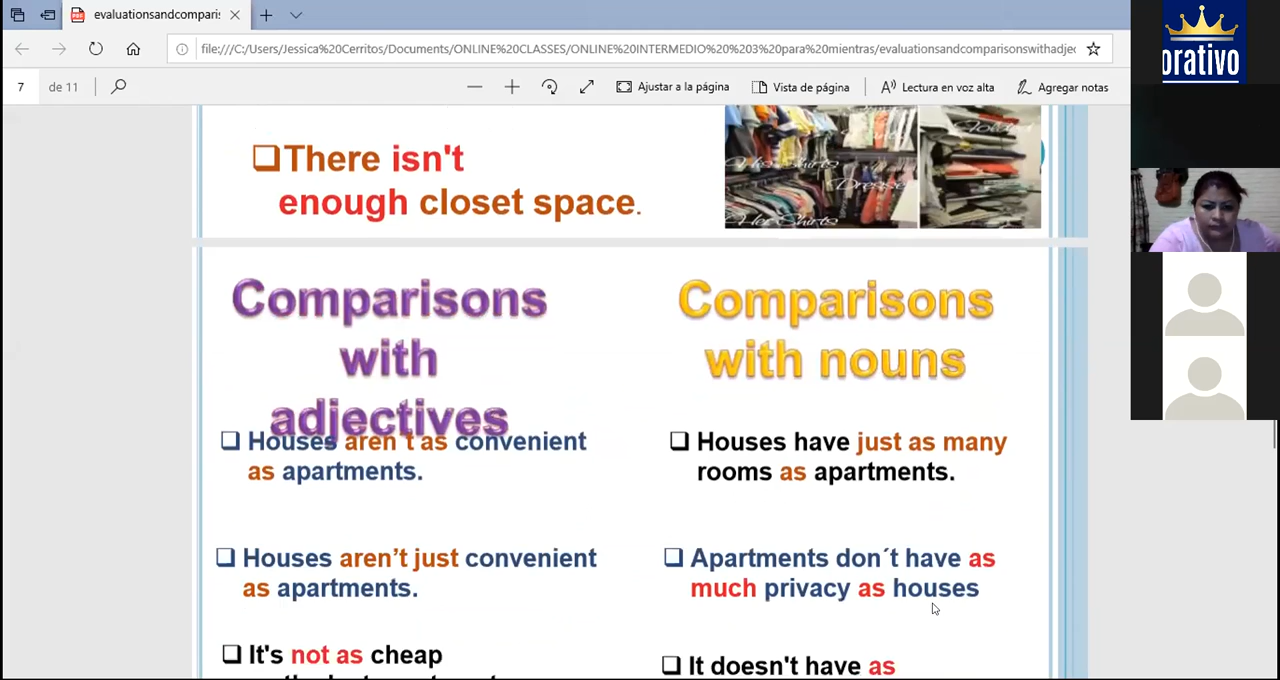 evaluationsandcomparis
file:///C:/Users/Jessica%20Cerritos/Documents/ONLINE%20CLASSES/ONLINE%20INTERMEDIO%20%203%20para%20mientras/evaluationsandcomparisonswithadjec
7 de 11
Ajustar a la página
Vista de página
Lectura en voz alta
Agregar notas
orativo
❑There isn't
enough closet space.
Her Shirts
Comparisons
with
adjectives
❑ Houses aren't as convenient
as apartments.
❑ Houses aren’t just convenient
as apartments.
❑ It's not as cheap
Comparisons
with nouns
❑ Houses have just as many
rooms as apartments.
❑ Apartments don´t have as
much privacy as houses
❑ It doesn't have as